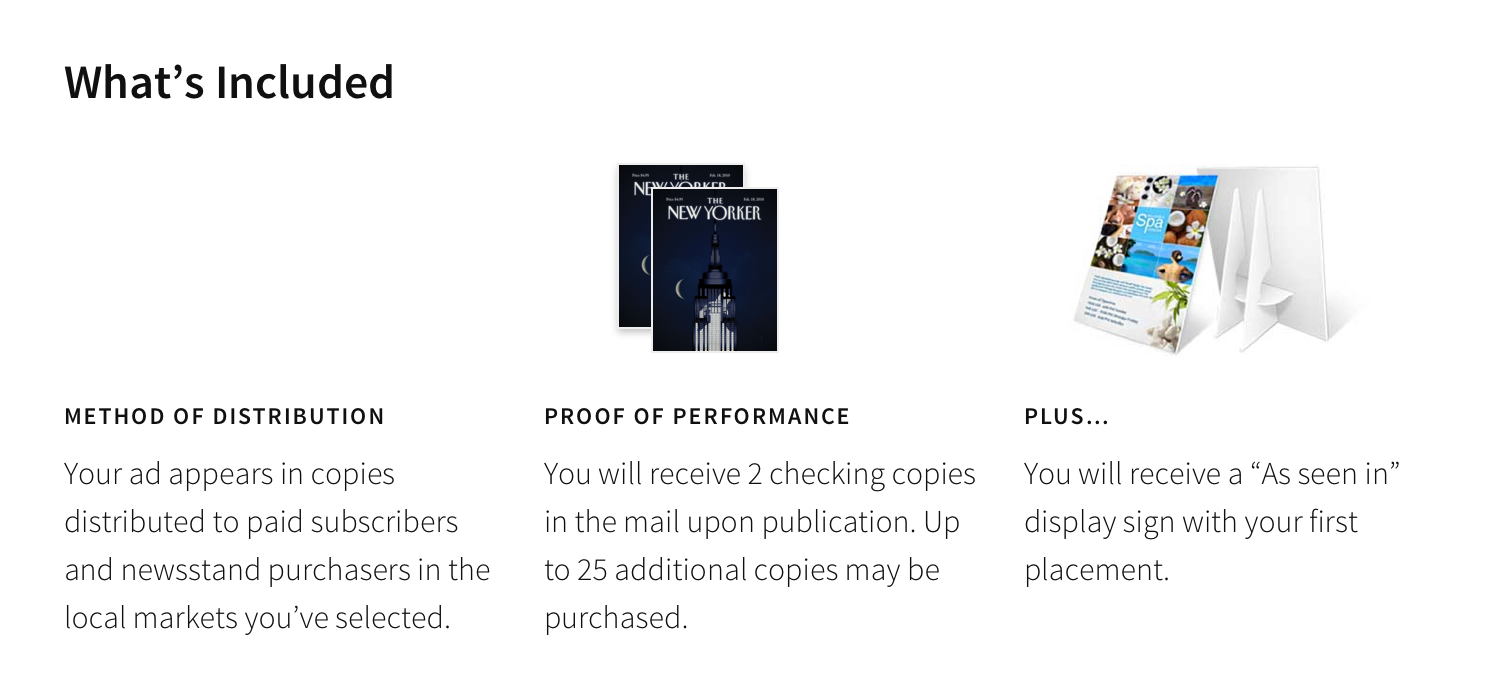 What’s Included
THE
NEW YORKER
THE
NEW YORKER
Spa
METHOD OF DISTRIBUTION
Your ad appears in copies
distributed to paid subscribers
and newsstand purchasers in the
local markets you’ve selected.
PROOF OF PERFORMANCE
You will receive 2 checking copies
in the mail upon publication. Up
to 25 additional copies may be
purchased.
PLUS...
You will receive a “As seen in”
display sign with your first
placement.